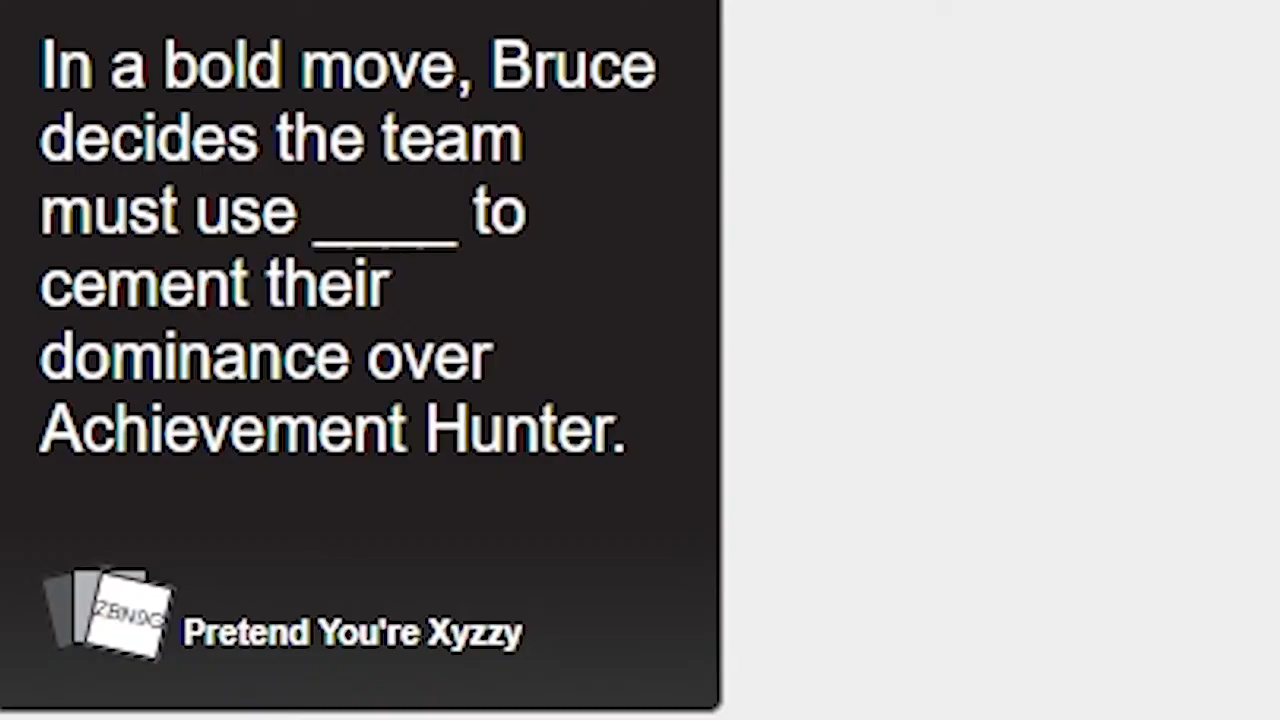 In a bold move, Bruce
decides the team
must use _____ to
cement their
dominance over
Achievement Hunter.
ZBN9G
Pretend You're Xyzzy